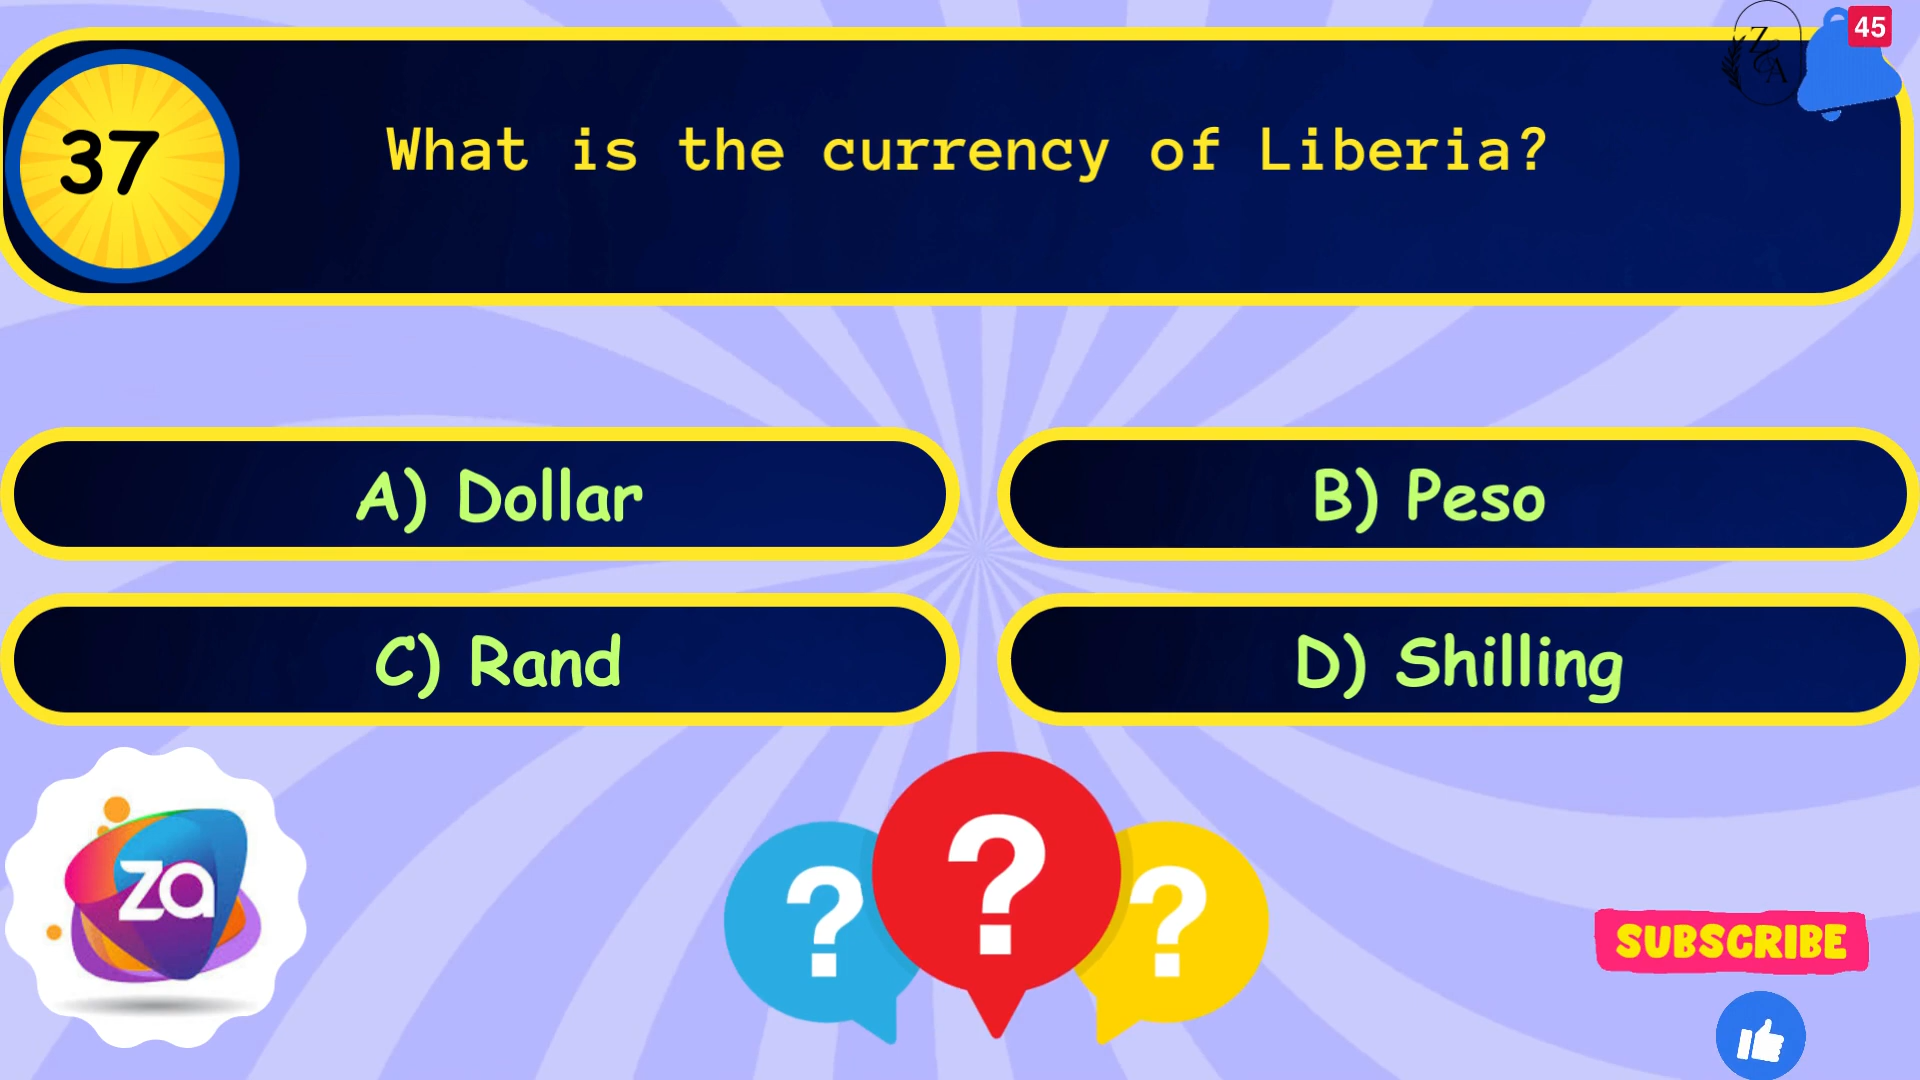 45
Z
&
A
37
What is the currency of Liberia?
A) Dollar
B) Peso
C) Rand
D) Shilling
za
?
?
?
SUBSCRIBE